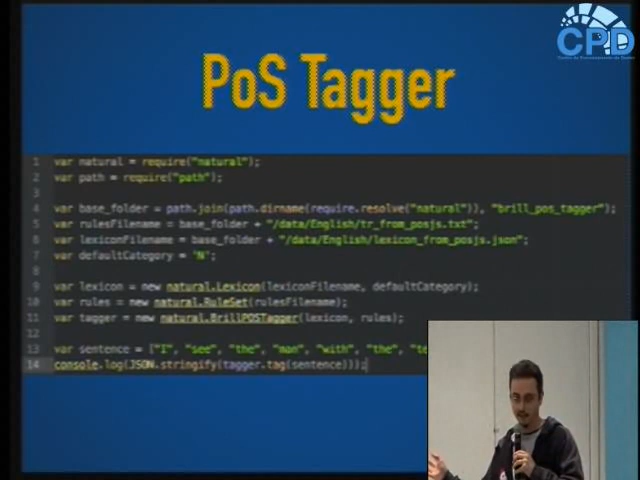 CPD
PoS Tagger
1 var natural = require("natural");
2 var path = require("path");
3
4 var base_folder = path.join(path.dirname(require.resolve("natural")), "brill_pos_tagger");
5 var rulesFilename = base_folder + "/data/English/tr_from_posjs.txt";
6 var lexiconFilename = base_folder + "/data/English/lexicon_from_posjs.json";
7 var defaultCategory = 'N';
8
9 var lexicon = new natural.Lexicon(lexiconFilename, defaultCategory);
10 var rules = new natural.RuleSet(rulesFilename);
11 var tagger = new natural.BrillPOSTagger(lexicon, rules);
12
13 var sentence = ["I", "see", "the", "man", "with", "the", "te
14 console.log(JSON.stringify(tagger.tag(sentence)));